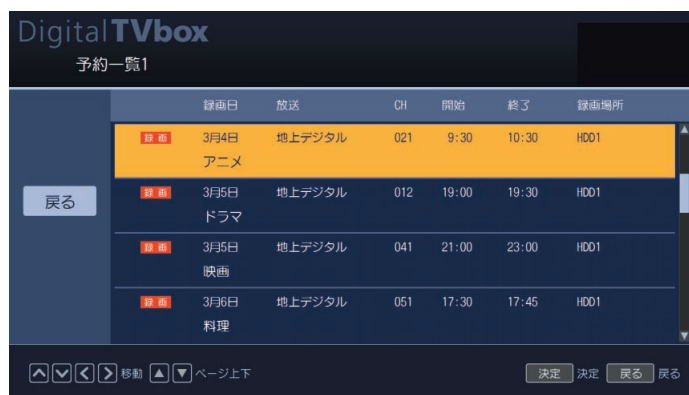 Digital TVbox
予約一覧1
録画日 放送 CH 開始 終了 録画場所
録画 3月4日 地上デジタル 021 9:30 10:30 HDD1
アニメ
戻る
録画 3月5日 地上デジタル 012 19:00 19:30 HDD1
ドラマ
録画 3月5日 地上デジタル 041 21:00 23:00 HDD1
映画
録画 3月6日 地上デジタル 051 17:30 17:45 HDD1
料理
移動 ページ上下 決定 決定 戻る 戻る